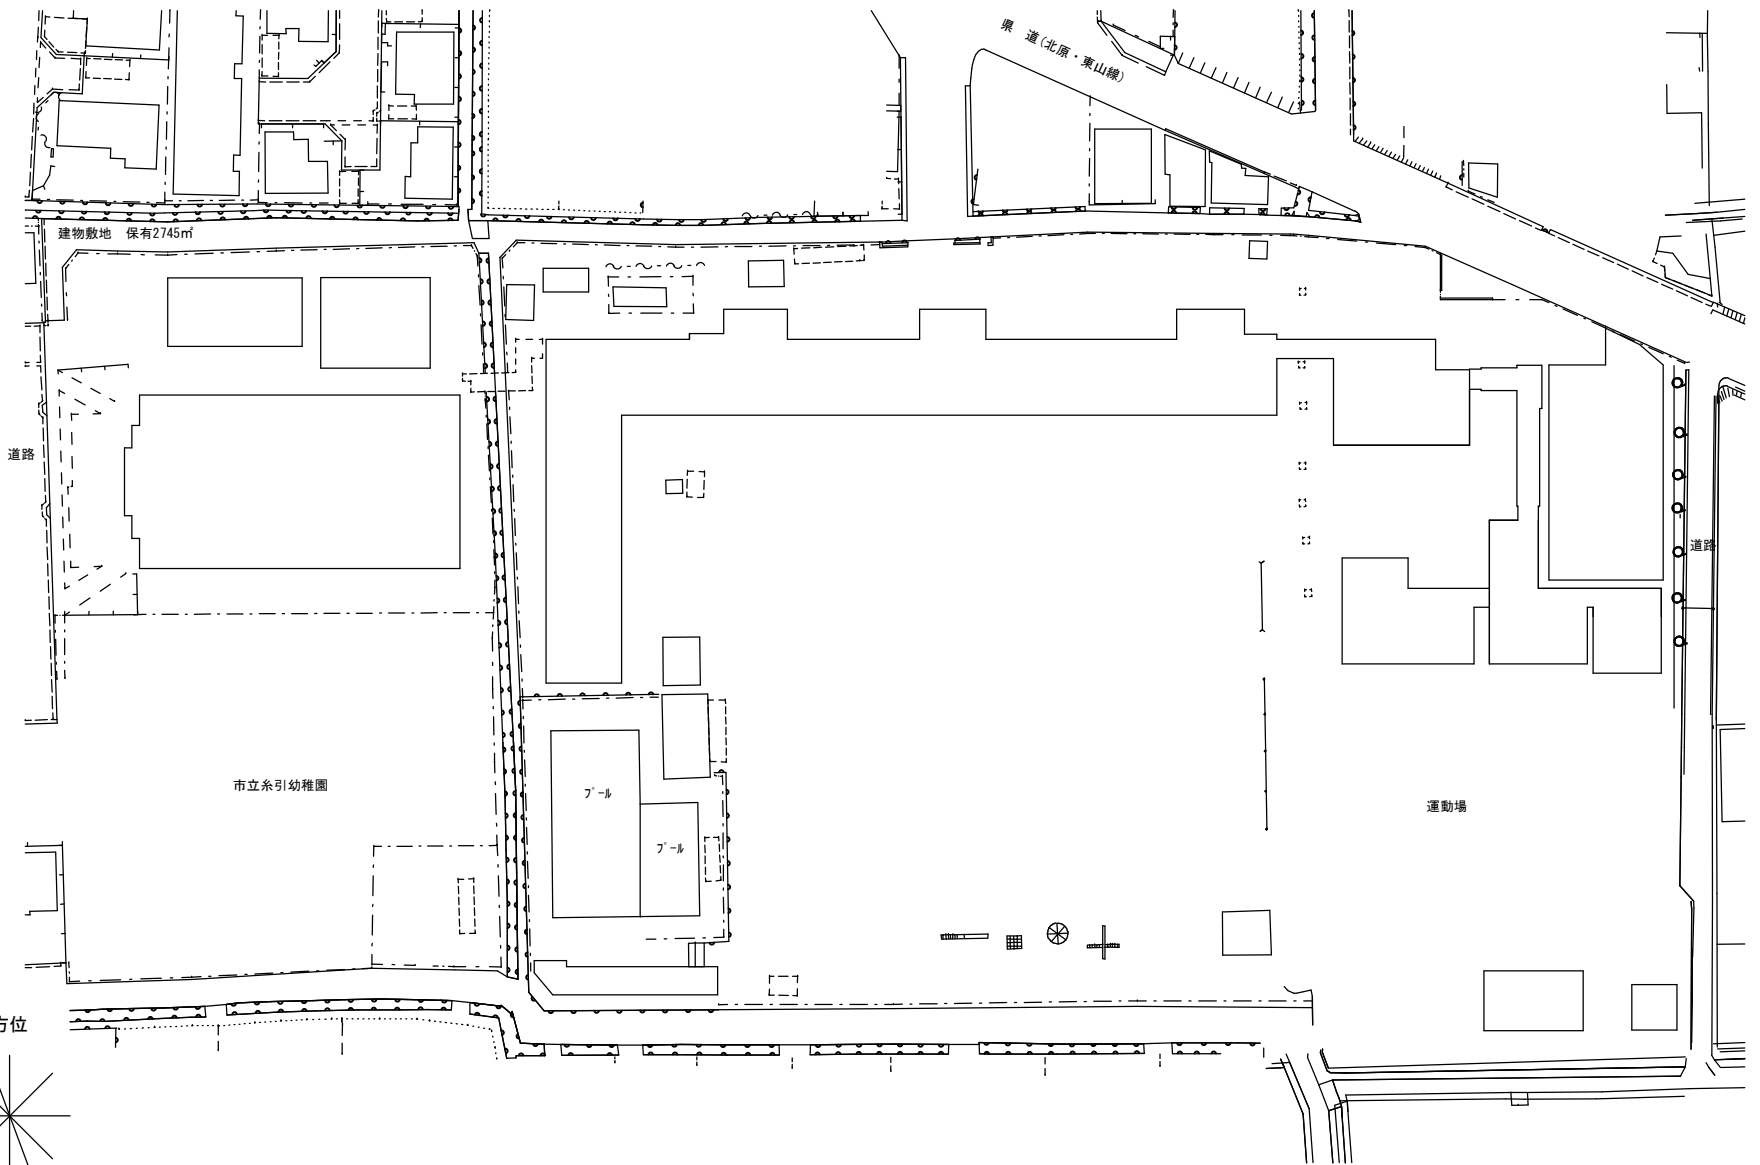 県 道(北原・東山線)
建物敷地 保有2745㎡
道路
道路
市立糸引幼稚園
プール
プール
運動場
方位